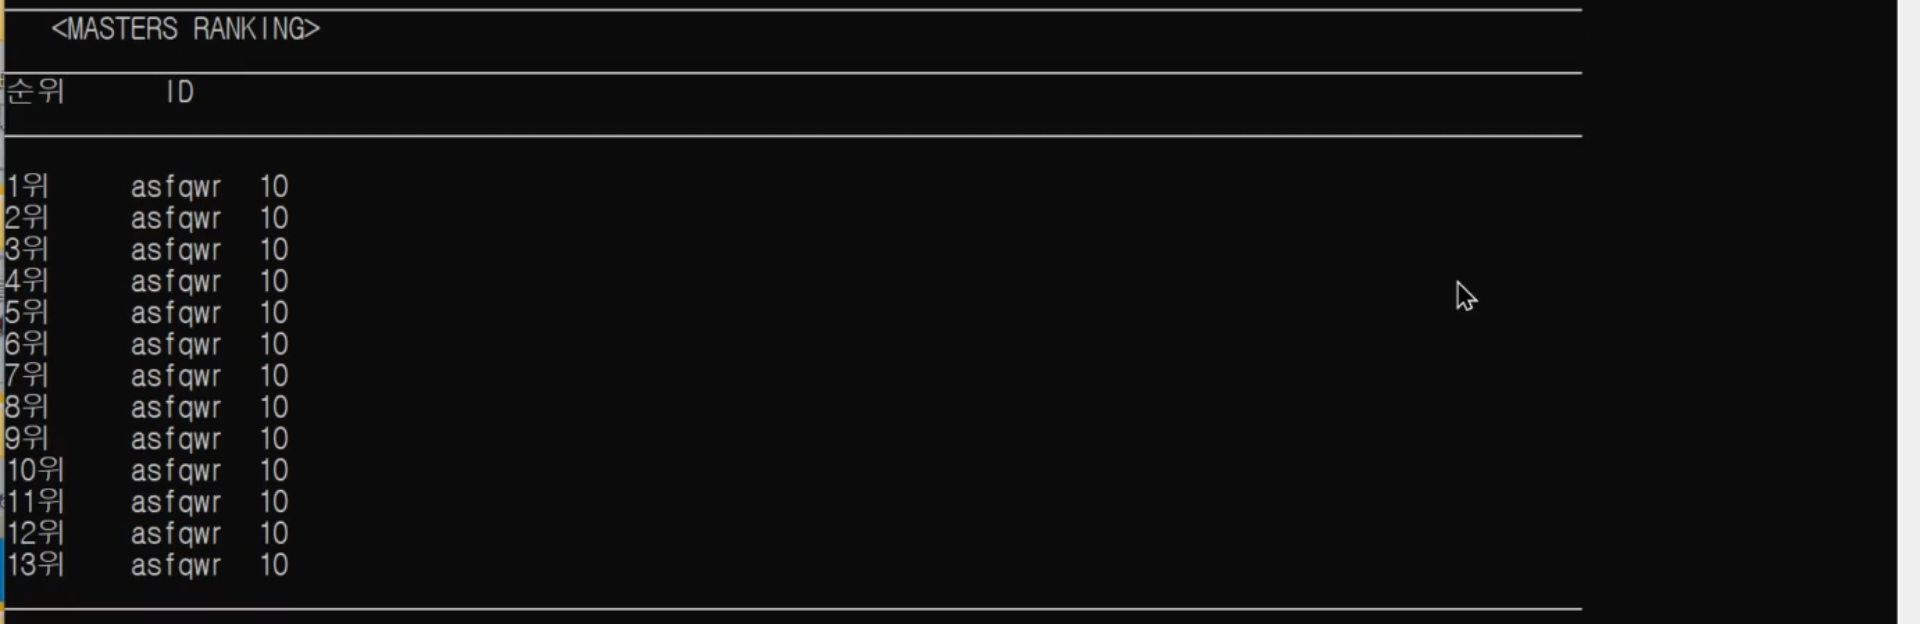 <MASTERS RANKING>
순위 ID
1위 asfqwr 10
2위 asfqwr 10
3위 asfqwr 10
4위 asfqwr 10
5위 asfqwr 10
6위 asfqwr 10
7위 asfqwr 10
8위 asfqwr 10
9위 asfqwr 10
10위 asfqwr 10
11위 asfqwr 10
12위 asfqwr 10
13위 asfqwr 10